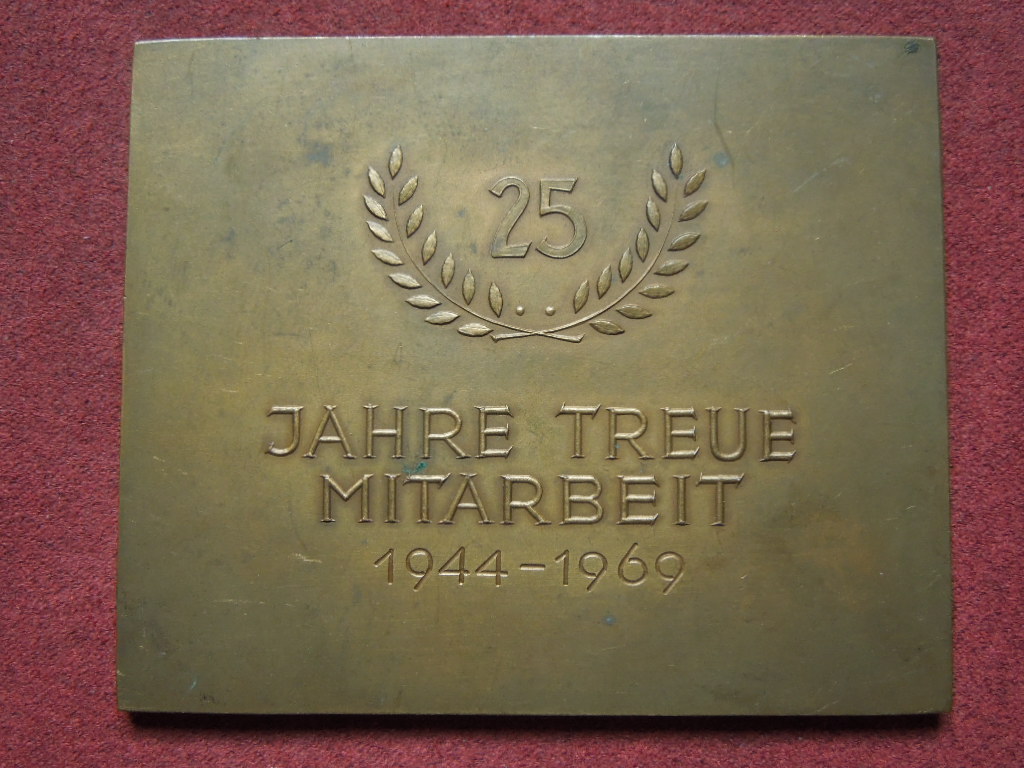 25
JAHRE TREUE
MITARBEIT
1944-1969